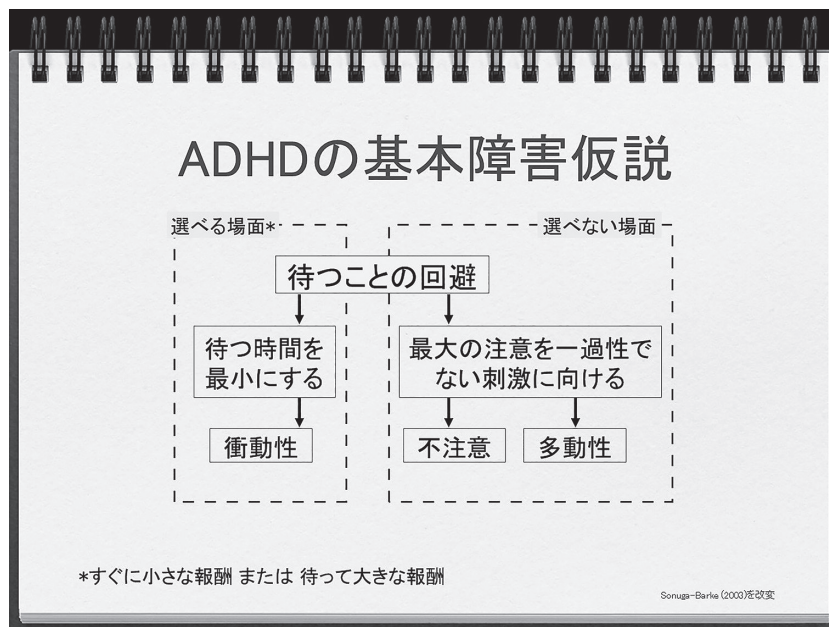 ADHDの基本障害仮説
選べる場面*
選べない場面
待つことの回避
待つ時間を
最小にする
最大の注意を一過性で
ない刺激に向ける
衝動性
不注意
多動性
*すぐに小さな報酬 または 待って大きな報酬
Sonuga-Barke (2003)を改変